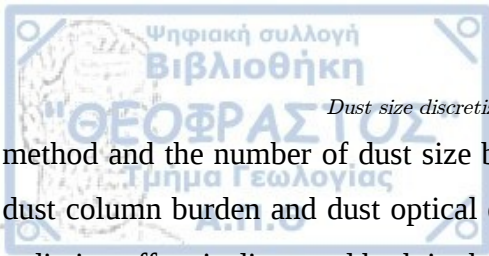 Ψηφιακή συλλογή
Βιβλιοθήκη
Dust size discretiz
"ΘΕΟΦΡΑΣΤΟΣ"
method and the number of dust size b
Τμήμα Γεωλογίας
dust column burden and dust optical
Α.Π.Θ